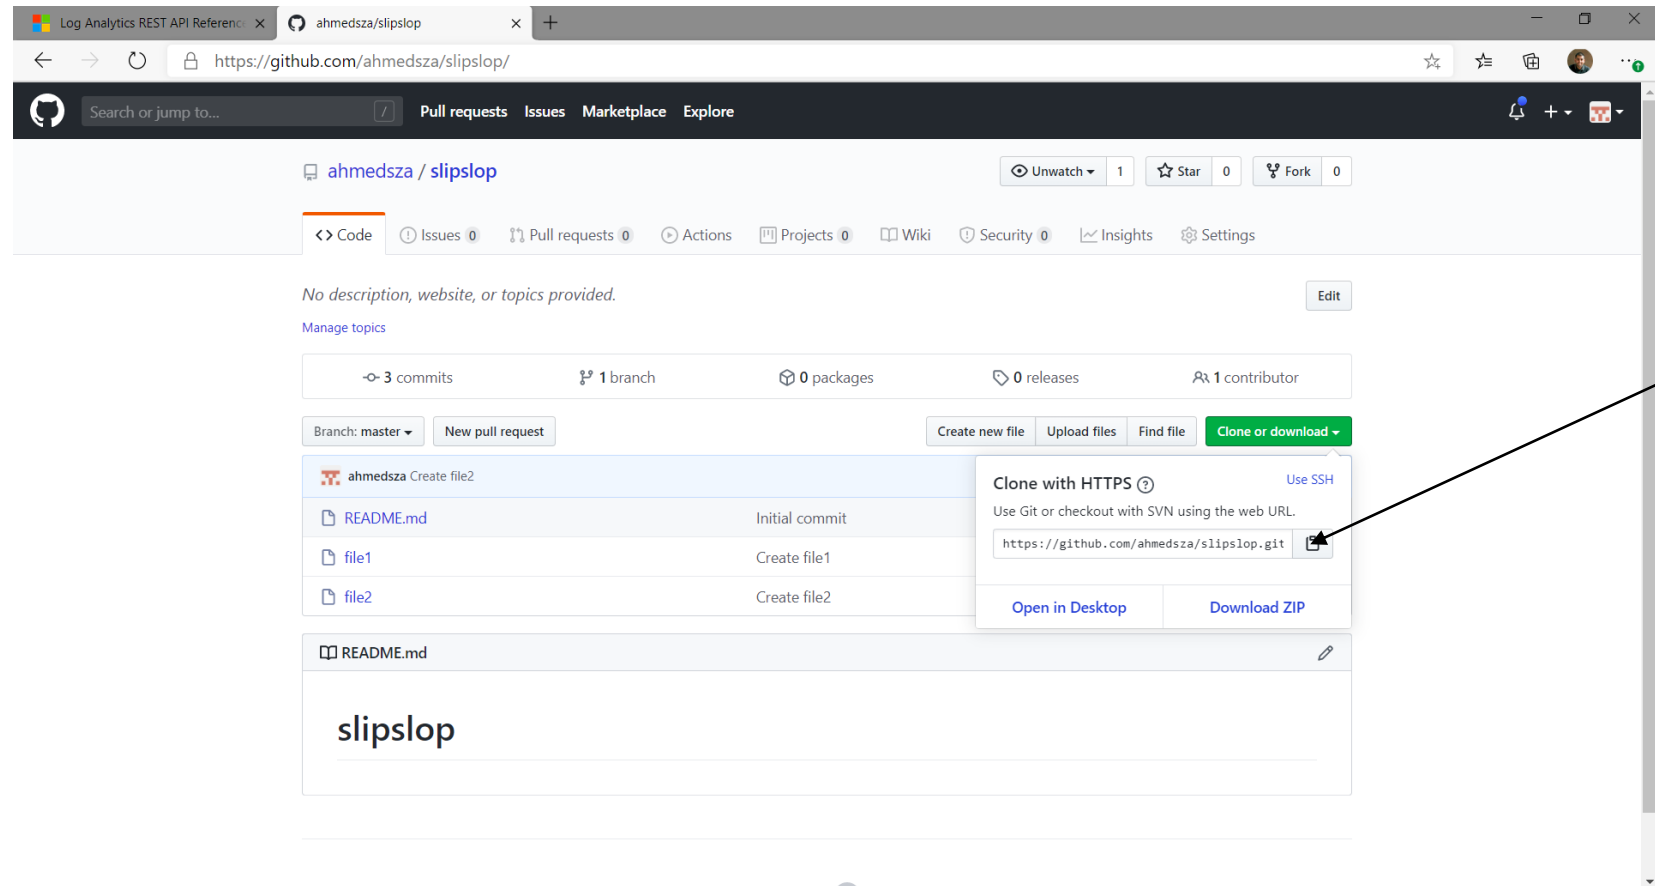 Log Analytics REST API Reference
ahmedsza/slipslop
https://github.com/ahmedsza/slipslop/
Search or jump to... /
Pull requests Issues Marketplace Explore
ahmedsza / slipslop
Unwatch 1 Star 0 Fork 0
Code Issues 0 Pull requests 0 Actions Projects 0 Wiki Security 0 Insights Settings
No description, website, or topics provided.
Edit
Manage topics
3 commits 1 branch 0 packages 0 releases 1 contributor
Branch: master New pull request Create new file Upload files Find file Clone or download
ahmedsza Create file2
README.md Initial commit
file1 Create file1
file2 Create file2
Clone with HTTPS Use SSH
Use Git or checkout with SVN using the web URL.
https://github.com/ahmedsza/slipslop.git
Open in Desktop Download ZIP
README.md
slipslop